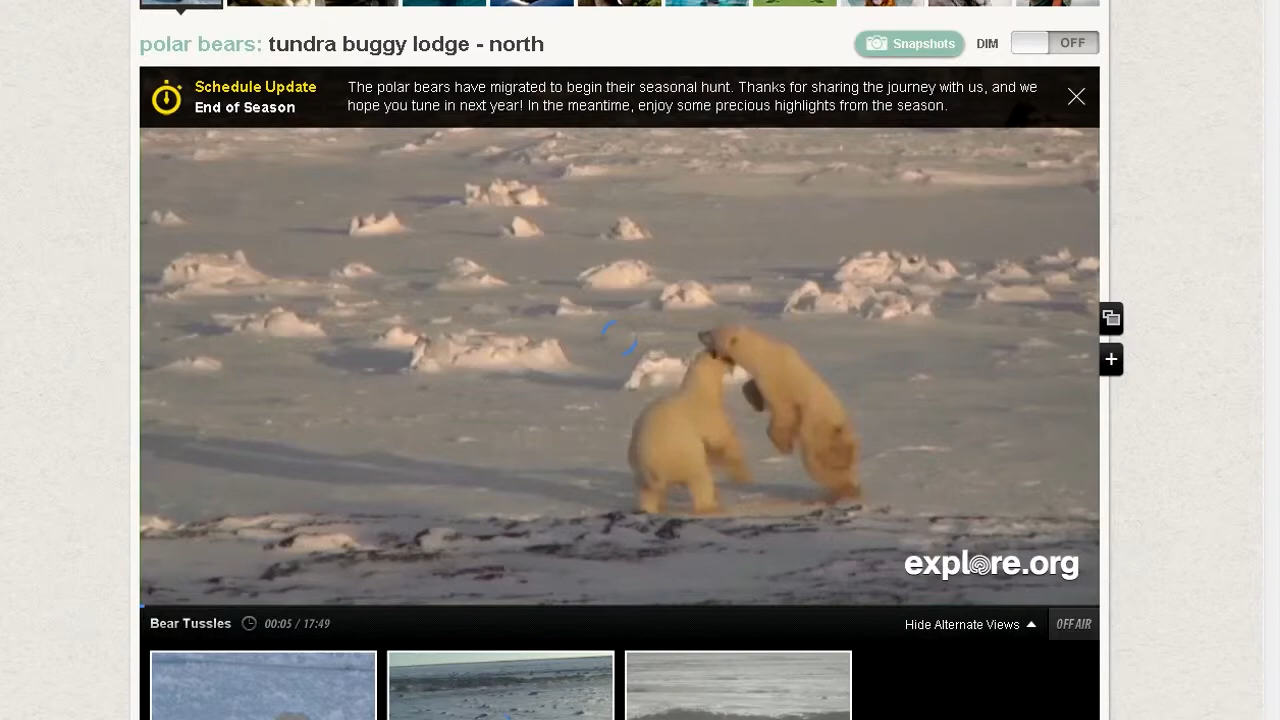 polar bears: tundra buggy lodge - north
Snapshots
DIM
OFF
Schedule Update
End of Season
The polar bears have migrated to begin their seasonal hunt. Thanks for sharing the journey with us, and we
hope you tune in next year! In the meantime, enjoy some precious highlights from the season.
explore.org
Bear Tussles
00:05 / 17:49
Hide Alternate Views
OFF AIR